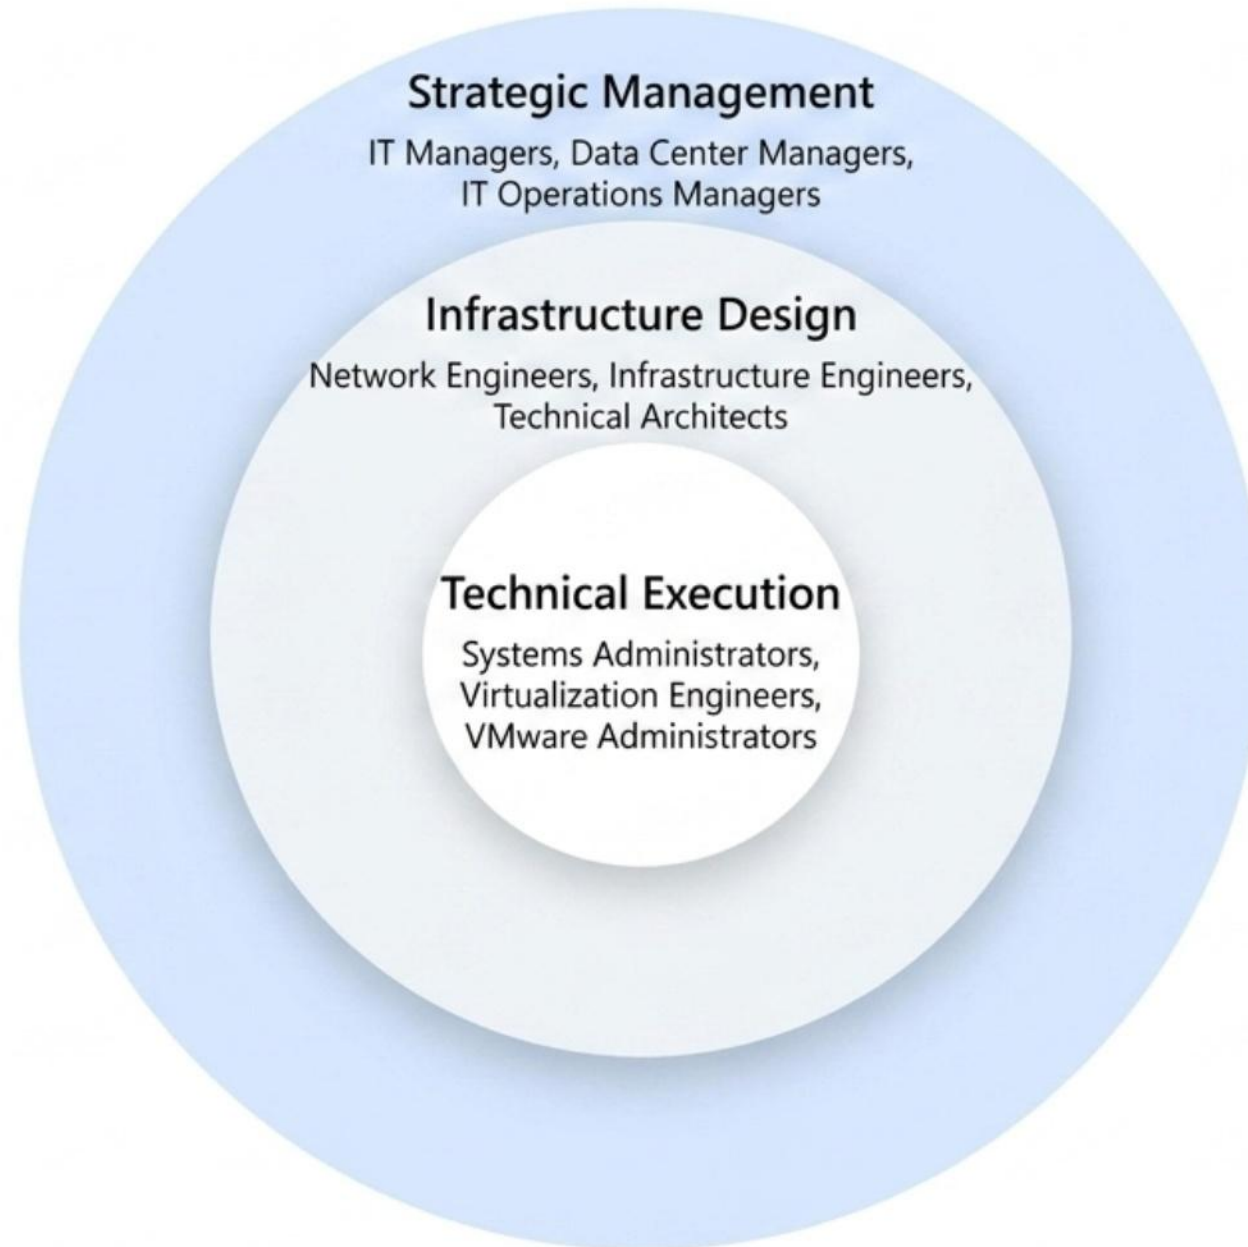 Strategic Management
IT Managers, Data Center Managers,
IT Operations Managers
Infrastructure Design
Network Engineers, Infrastructure Engineers,
Technical Architects
Technical Execution
Systems Administrators,
Virtualization Engineers,
VMware Administrators